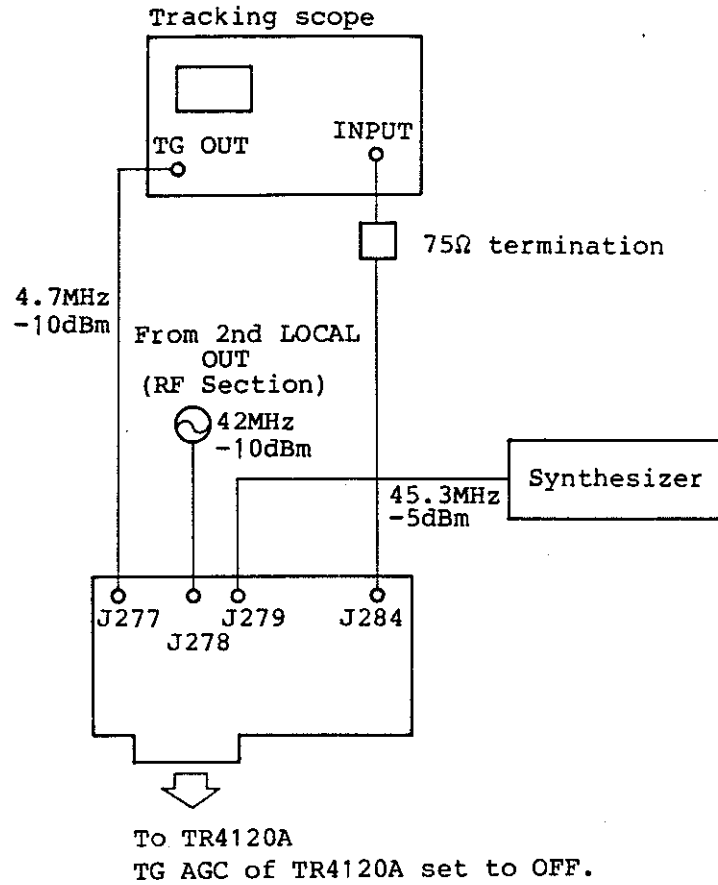 Tracking scope
TG OUT
INPUT
75Ω termination
4.7MHz
-10dBm
From 2nd LOCAL
OUT
(RF Section)
42MHz
-10dBm
Synthesizer
45.3MHz
-5dBm
J277
J278
J279
J284
To TR4120A
TG AGC of TR4120A set to OFF.